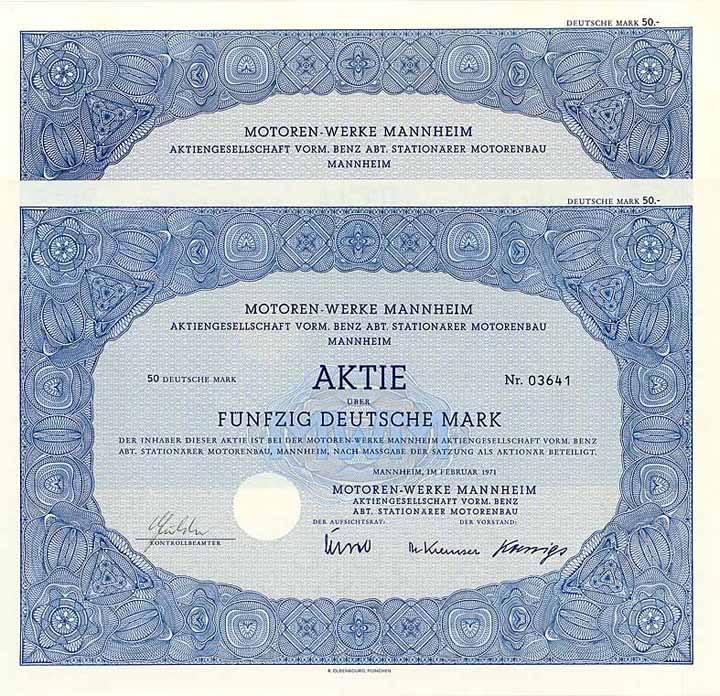 DEUTSCHE MARK 50.-
MOTOREN-WERKE MANNHEIM
AKTIENGESELLSCHAFT VORM. BENZ ABT. STATIONÄRER MOTORENBAU
MANNHEIM
DEUTSCHE MARK 50.-
MOTOREN-WERKE MANNHEIM
AKTIENGESELLSCHAFT VORM. BENZ ABT. STATIONÄRER MOTORENBAU
MANNHEIM
50 DEUTSCHE MARK
AKTIE
Nr. 03641
ÜBER
FÜNFZIG DEUTSCHE MARK
DER INHABER DIESER AKTIE IST BEI DER MOTOREN-WERKE MANNHEIM AKTIENGESELLSCHAFT VORM. BENZ
ABT. STATIONÄRER MOTORENBAU, MANNHEIM, NACH MASSGABE DER SATZUNG ALS AKTIONÄR BETEILIGT.
MANNHEIM, IM FEBRUAR 1971
MOTOREN-WERKE MANNHEIM
AKTIENGESELLSCHAFT VORM. BENZ
ABT. STATIONÄRER MOTORENBAU
DER AUFSICHTSRAT:
DER VORSTAND:
KONTROLLBEAMTER
R. OLDENBOURG, MÜNCHEN